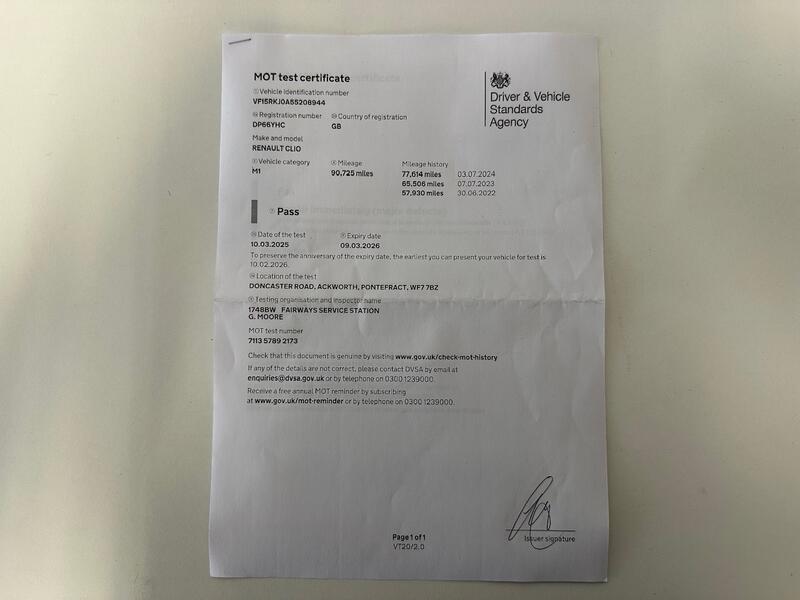 MOT test certificate
Driver & Vehicle
Standards
Agency
Vehicle identification number
VF15RKJ0A55208944
Registration number Country of registration
DP66YHC GB
Make and model
RENAULT CLIO
Vehicle category Mileage Mileage history
M1 90,725 miles 77,614 miles 03.07.2024
65,506 miles 07.07.2023
57,930 miles 30.06.2022
Pass
Date of the test Expiry date
10.03.2025 09.03.2026
To preserve the anniversary of the expiry date, the earliest you can present your vehicle for test is
10.02.2026.
Location of the test
DONCASTER ROAD, ACKWORTH, PONTEFRACT, WF7 7BZ
Testing organisation and inspector name
1748BW FAIRWAYS SERVICE STATION
G. MOORE
MOT test number
7113 5789 2173
Check that this document is genuine by visiting www.gov.uk/check-mot-history
If any of the details are not correct, please contact DVSA by email at
enquiries@dvsa.gov.uk or by telephone on 0300 1239000.
Receive a free annual MOT reminder by subscribing
at www.gov.uk/mot-reminder or by telephone on 0300 1239000.
Issuer signature
Page 1 of 1
VT20/2.0